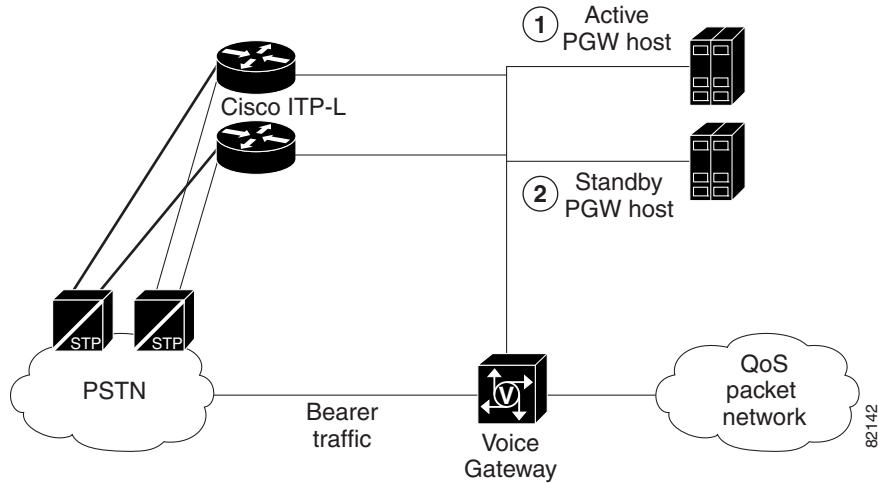 1
Active
PGW host
Cisco ITP-L
2
Standby
PGW host
STP
STP
PSTN
Bearer
traffic
V
Voice
Gateway
QoS
packet
network
82142